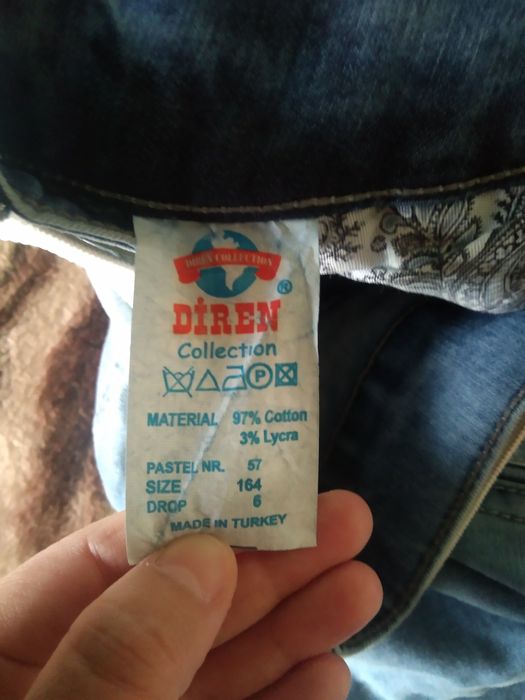 DIREN COLLECTION
DİREN ®
Collection
P
MATERIAL 97% Cotton
3% Lycra
PASTEL NR. 57
SIZE 164
DROP 6
MADE IN TURKEY